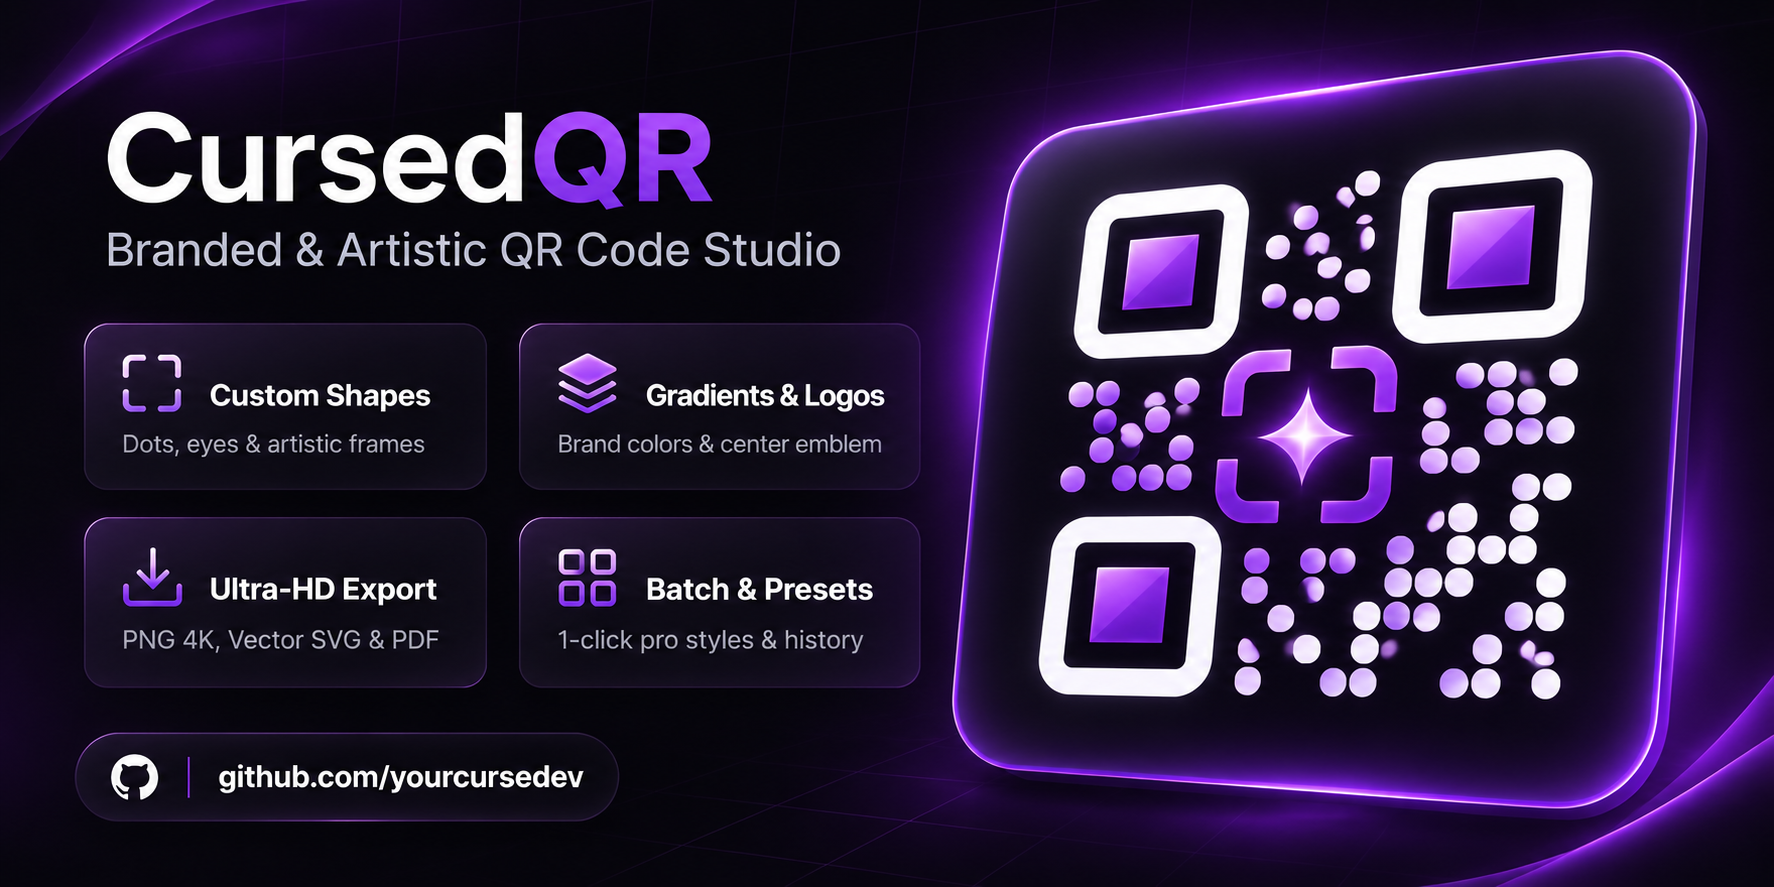 CursedQR
Branded & Artistic QR Code Studio
Custom Shapes
Dots, eyes & artistic frames
Gradients & Logos
Brand colors & center emblem
Ultra-HD Export
PNG 4K, Vector SVG & PDF
Batch & Presets
1-click pro styles & history
github.com/yourcursedev